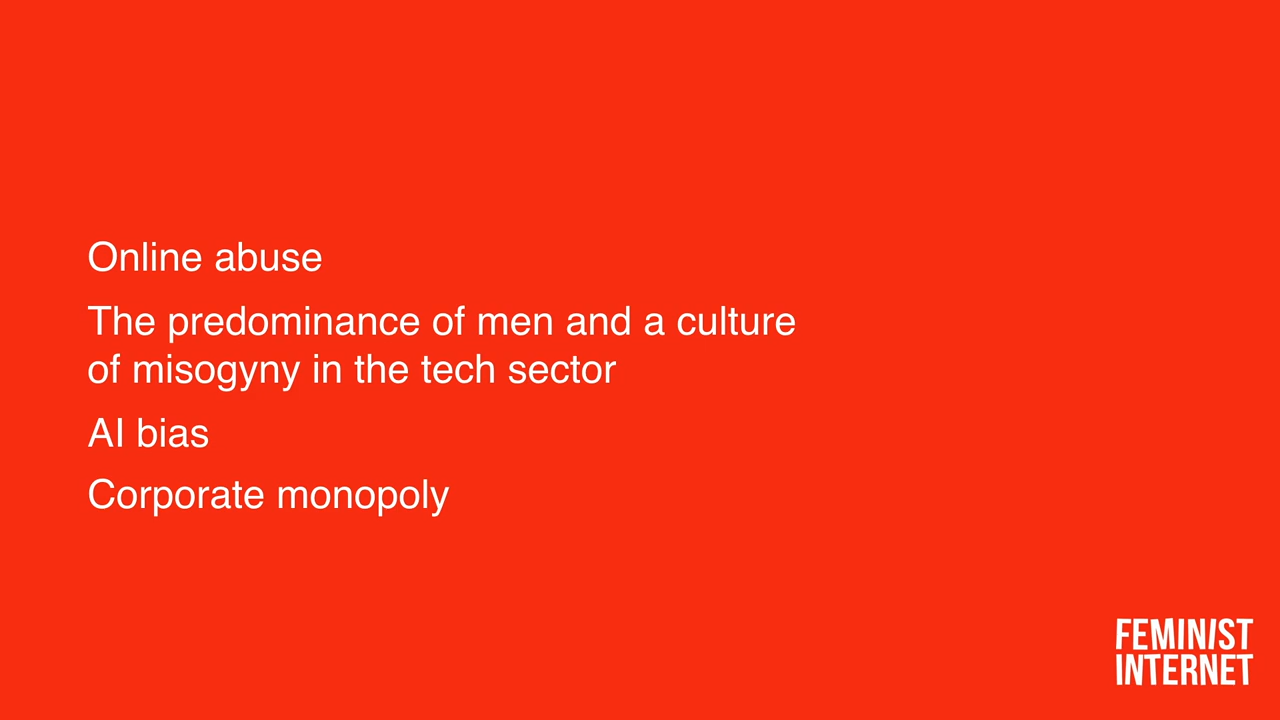 Online abuse
The predominance of men and a culture
of misogyny in the tech sector
AI bias
Corporate monopoly
FEMINIST
INTERNET